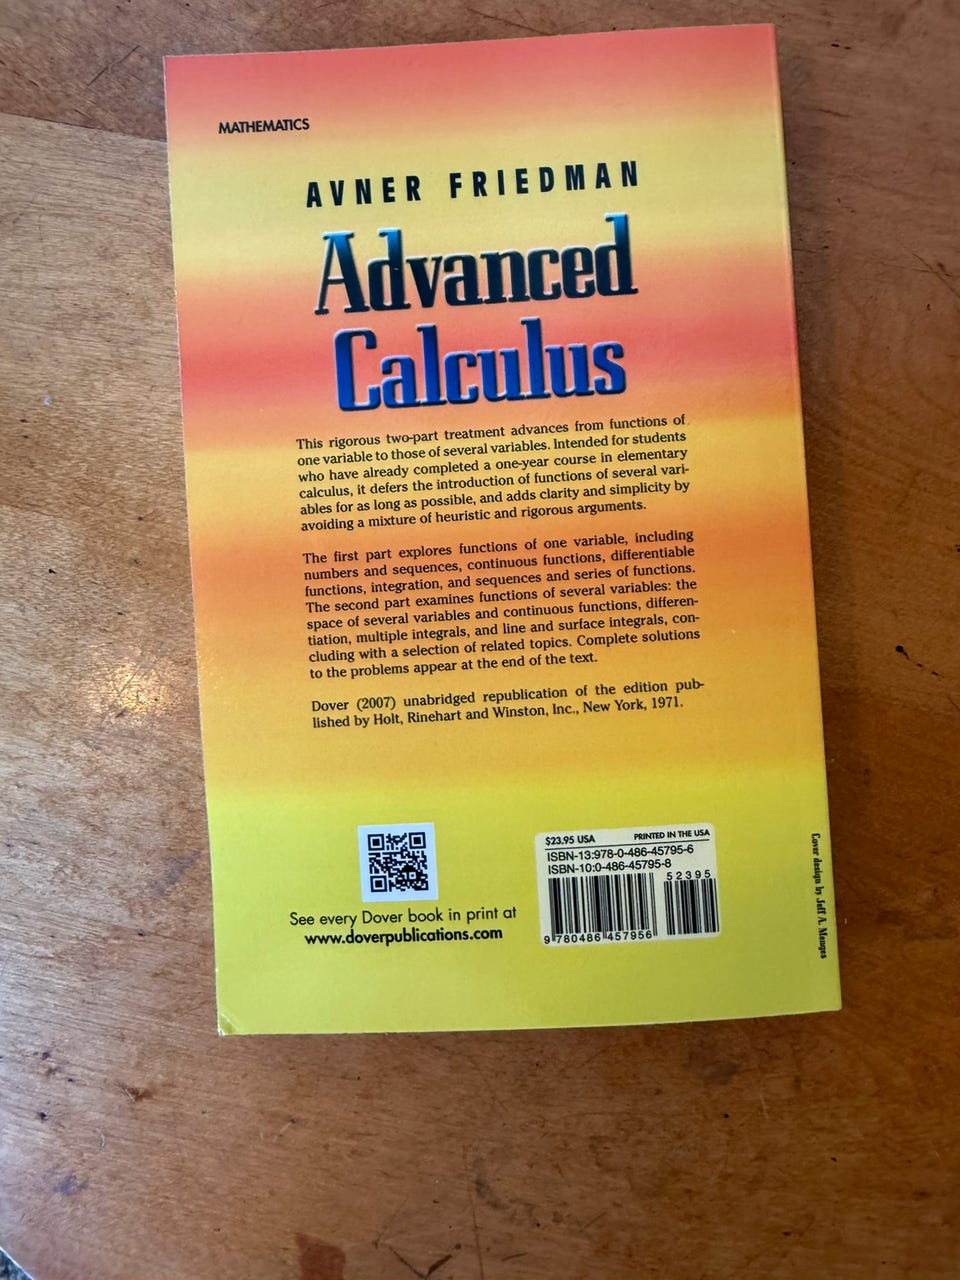 MATHEMATICS
AVNER FRIEDMAN
Advanced
Calculus
This rigorous two-part treatment advances from functions of
one variable to those of several variables. Intended for students
who have already completed a one-year course in elementary
calculus, it defers the introduction of functions of several vari-
ables for as long as possible, and adds clarity and simplicity by
avoiding a mixture of heuristic and rigorous arguments.
The first part explores functions of one variable, including
numbers and sequences, continuous functions, differentiable
functions, integration, and sequences and series of functions.
The second part examines functions of several variables: the
space of several variables and continuous functions, differen-
tiation, multiple integrals, and line and surface integrals, con-
cluding with a selection of related topics. Complete solutions
to the problems appear at the end of the text.
Dover (2007) unabridged republication of the edition pub-
lished by Holt, Rinehart and Winston, Inc., New York, 1971.
See every Dover book in print at
www.doverpublications.com
$23.95 USA PRINTED IN THE USA
ISBN-13:978-0-486-45795-6
ISBN-10:0-486-45795-8
52395
9 780486 457956
Cover design by Jeff A. Menges